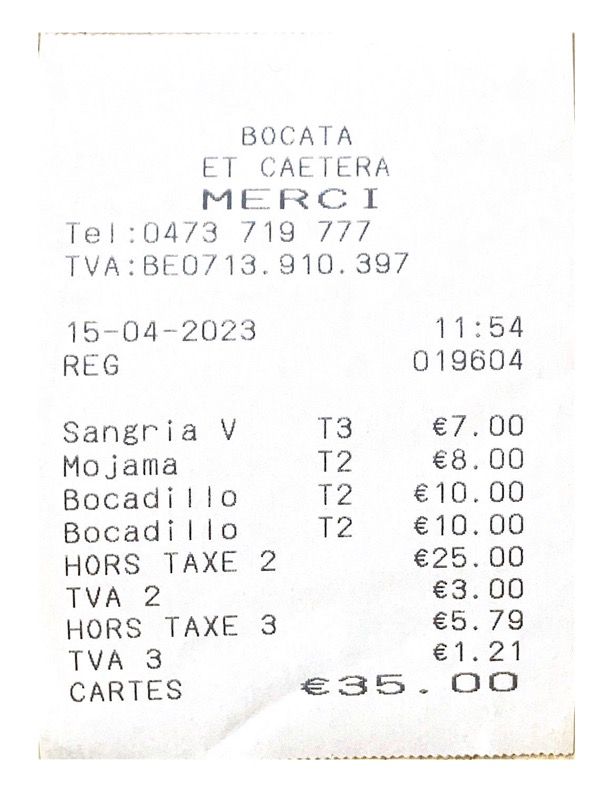 BOCATA
ET CAETERA
MERCI
Tel:0473 719 777
TVA:BE0713.910.397
15-04-2023 11:54
REG 019604
Sangria V T3 €7.00
Mojama T2 €8.00
Bocadillo T2 €10.00
Bocadillo T2 €10.00
HORS TAXE 2 €25.00
TVA 2 €3.00
HORS TAXE 3 €5.79
TVA 3 €1.21
CARTES €35.00